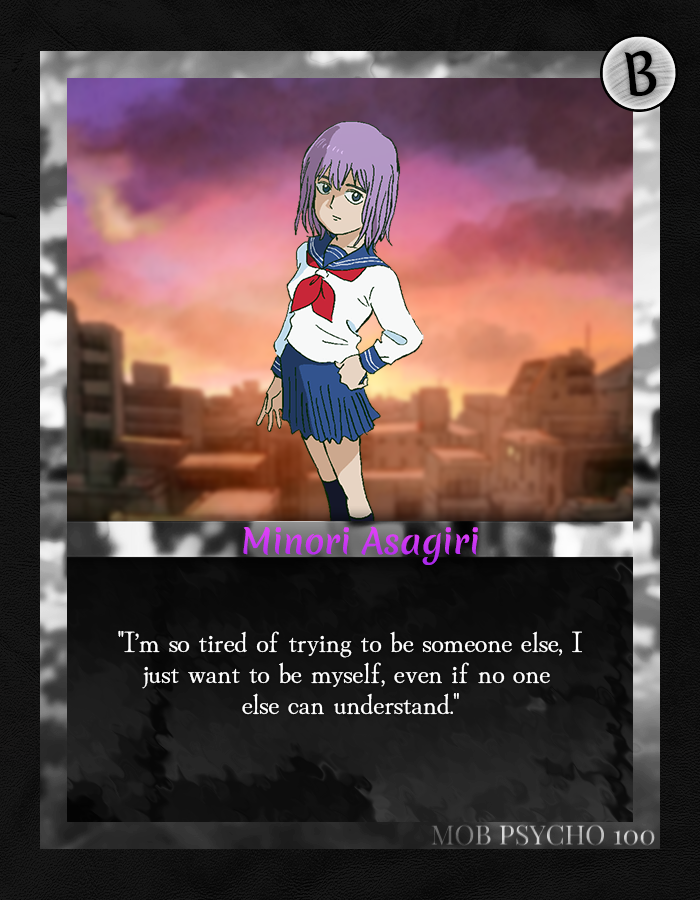 B
Minori Asagiri
"I'm so tired of trying to be someone else, I
just want to be myself, even if no one
else can understand."
MOB PSYCHO 100